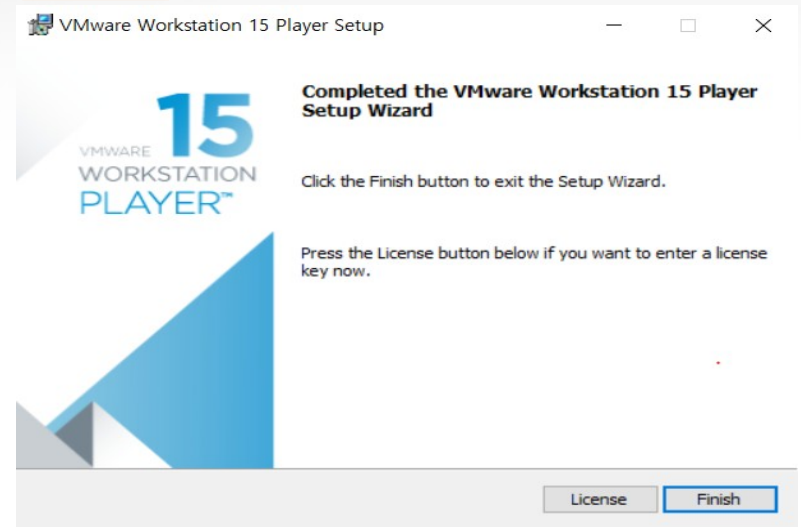 VMware Workstation 15 Player Setup
Completed the VMware Workstation 15 Player
Setup Wizard
VMWARE 15
WORKSTATION
PLAYER™
Click the Finish button to exit the Setup Wizard.
Press the License button below if you want to enter a license
key now.
License
Finish